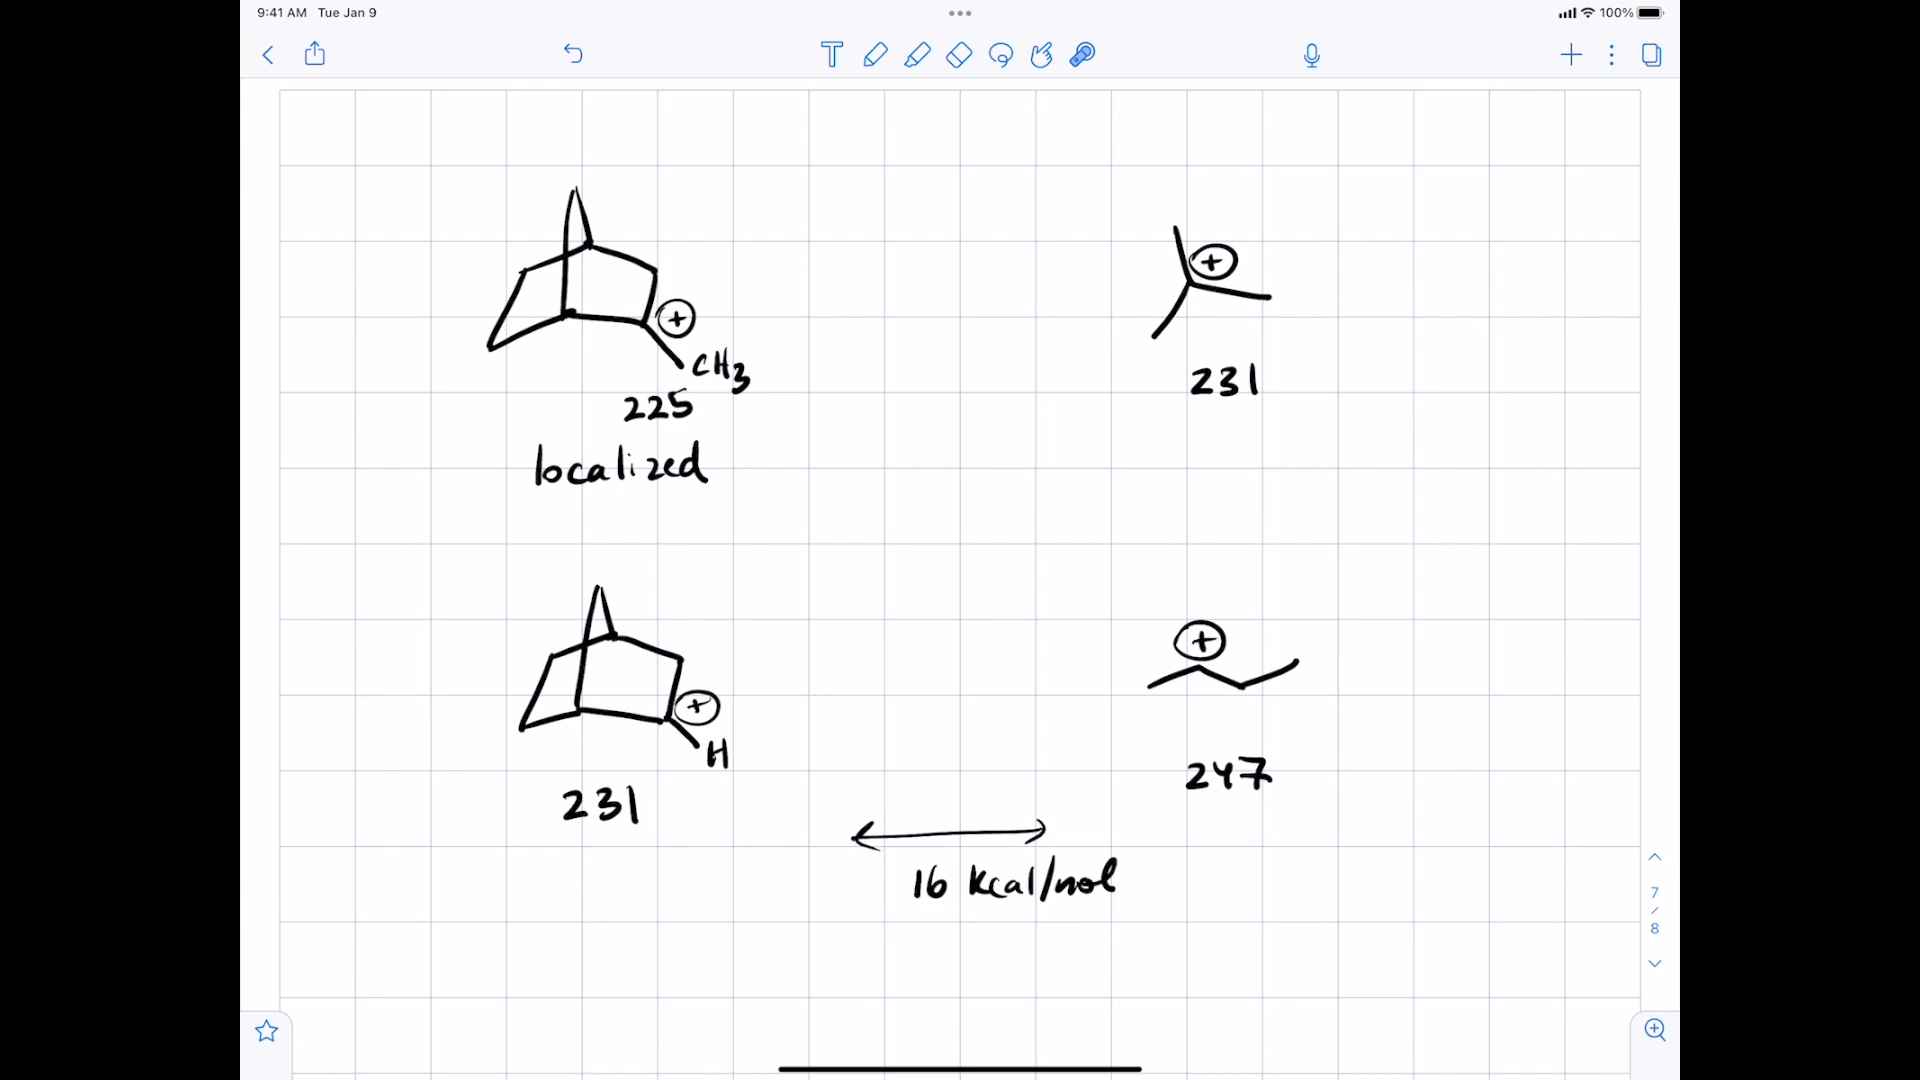 9:41 AM Tue Jan 9
100%
T
+
+
CH3
225
localized
231
+
H
231
+
247
16 kcal/mol
7
/
8